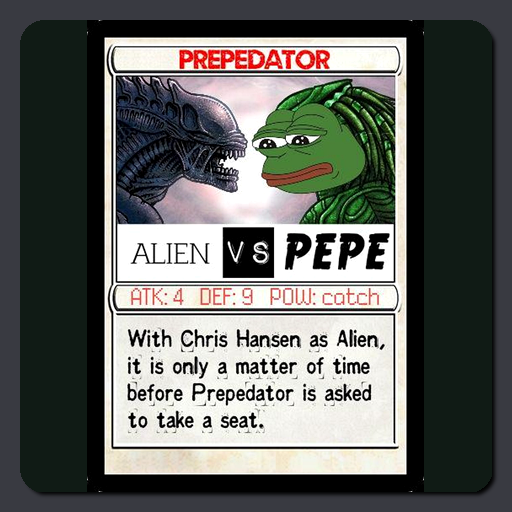 PREPEDATOR
ALIEN VS PEPE
ATK: 4 DEF: 9 POW: catch
With Chris Hansen as Alien,
it is only a matter of time
before Prepedator is asked
to take a seat.